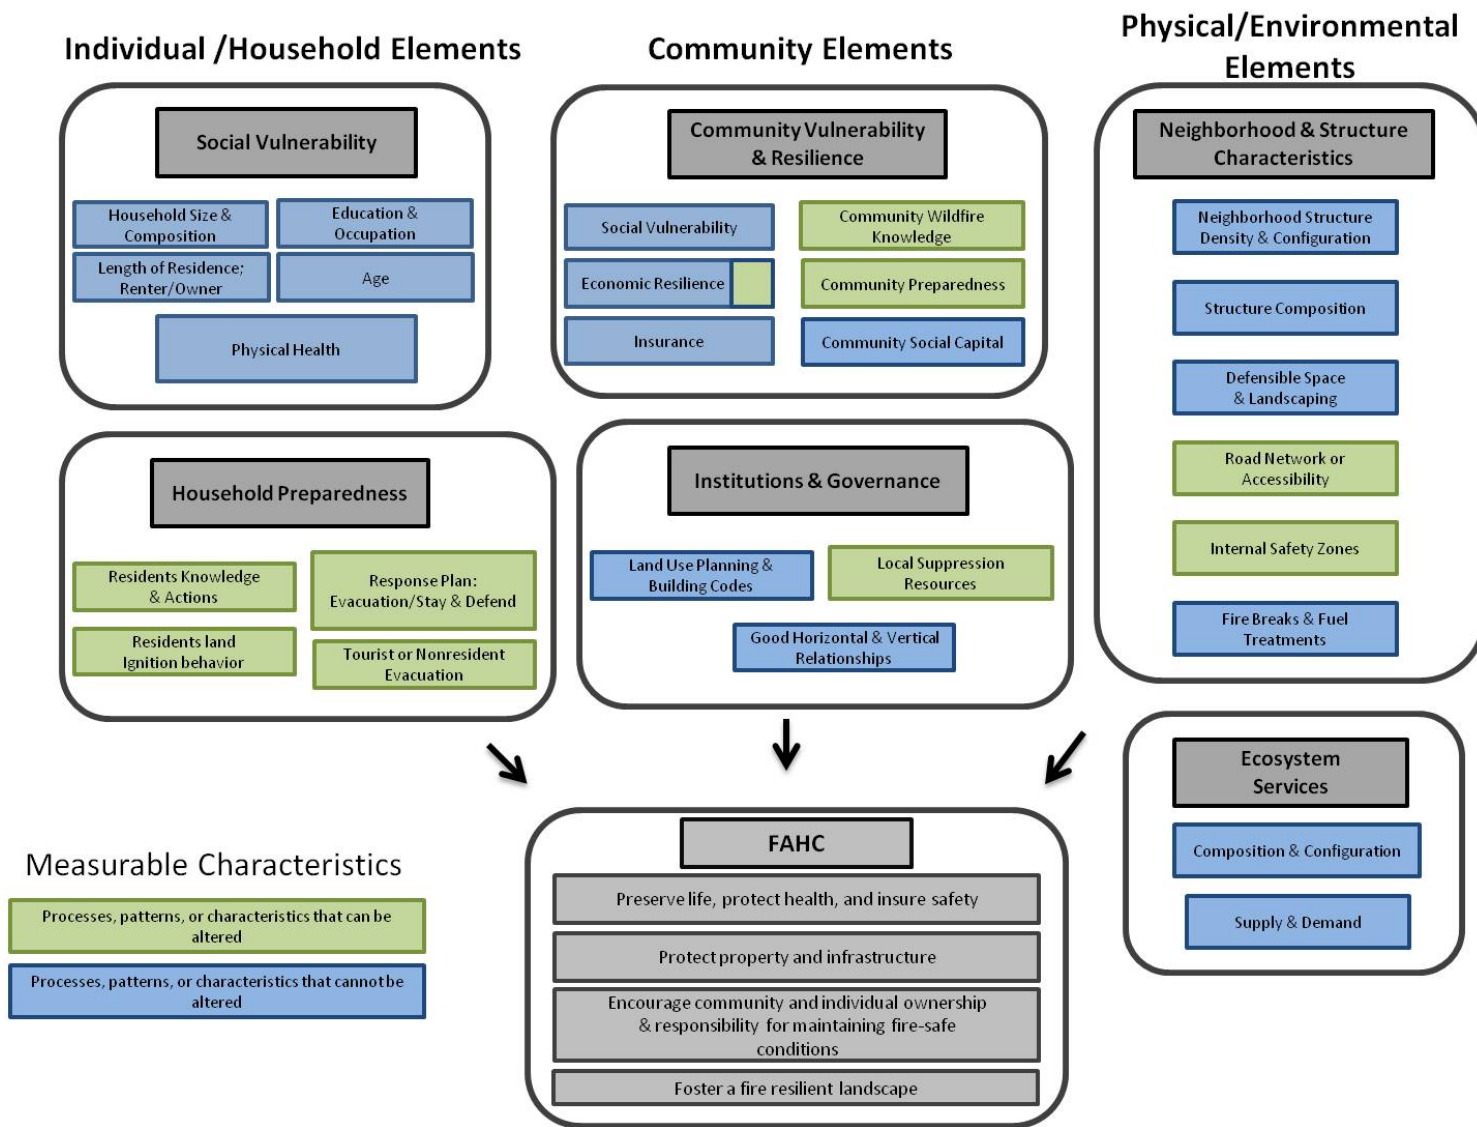 Individual /Household Elements
Social Vulnerability
Household Size &
Composition
Education &
Occupation
Length of Residence;
Renter/Owner
Age
Physical Health
Household Preparedness
Residents Knowledge
& Actions
Response Plan:
Evacuation/Stay & Defend
Residents land
Ignition behavior
Tourist or Nonresident
Evacuation
Community Elements
Community Vulnerability
& Resilience
Social Vulnerability
Community Wildfire
Knowledge
Economic Resilience
Community Preparedness
Insurance
Community Social Capital
Institutions & Governance
Land Use Planning &
Building Codes
Local Suppression
Resources
Good Horizontal & Vertical
Relationships
Physical/Environmental
Elements
Neighborhood & Structure
Characteristics
Neighborhood Structure
Density & Configuration
Structure Composition
Defensible Space
& Landscaping
Road Network or
Accessibility
Internal Safety Zones
Fire Breaks & Fuel
Treatments
Ecosystem
Services
Composition & Configuration
Supply & Demand
FAHC
Preserve life, protect health, and insure safety
Protect property and infrastructure
Encourage community and individual ownership
& responsibility for maintaining fire-safe
conditions
Foster a fire resilient landscape
Measurable Characteristics
Processes, patterns, or characteristics that can be
altered
Processes, patterns, or characteristics that cannot be
altered